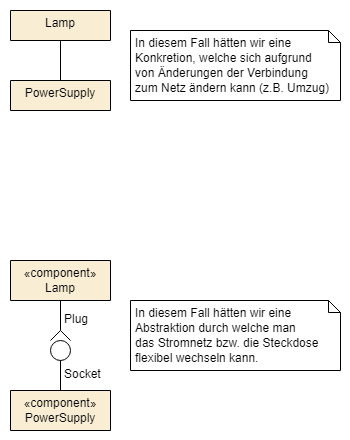 Lamp
In diesem Fall hätten wir eine
Konkretion, welche sich aufgrund
von Änderungen der Verbindung
zum Netz ändern kann (z.B. Umzug)
PowerSupply
«component»
Lamp
Plug
In diesem Fall hätten wir eine
Abstraktion durch welche man
das Stromnetz bzw. die Steckdose
flexibel wechseln kann.
Socket
«component»
PowerSupply